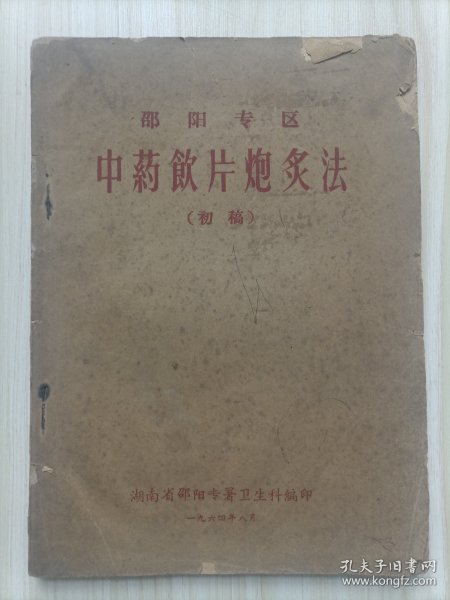 邵阳专区
中药飲片炮炙法
（初稿）
湖南省邵阳专署卫生科編印
一九六四年八月
孔夫子旧书网
www.kongfz.com